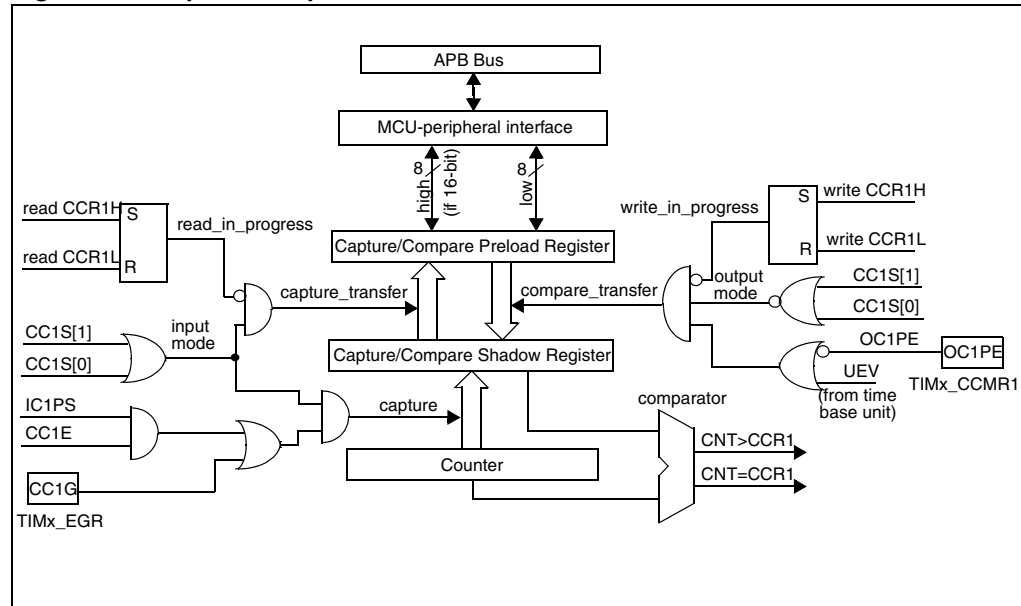 APB Bus
MCU-peripheral interface
8
high
(if 16-bit)
8
low
read CCR1H
S
read_in_progress
read CCR1L
R
write_in_progress
S
write CCR1H
R
write CCR1L
Capture/Compare Preload Register
capture_transfer
compare_transfer
output
mode
CC1S[1]
CC1S[0]
input
mode
CC1S[1]
CC1S[0]
Capture/Compare Shadow Register
OC1PE
OC1PE
UEV
TIMx_CCMR1
(from time
base unit)
IC1PS
CC1E
capture
comparator
CNT>CCR1
Counter
CNT=CCR1
CC1G
TIMx_EGR